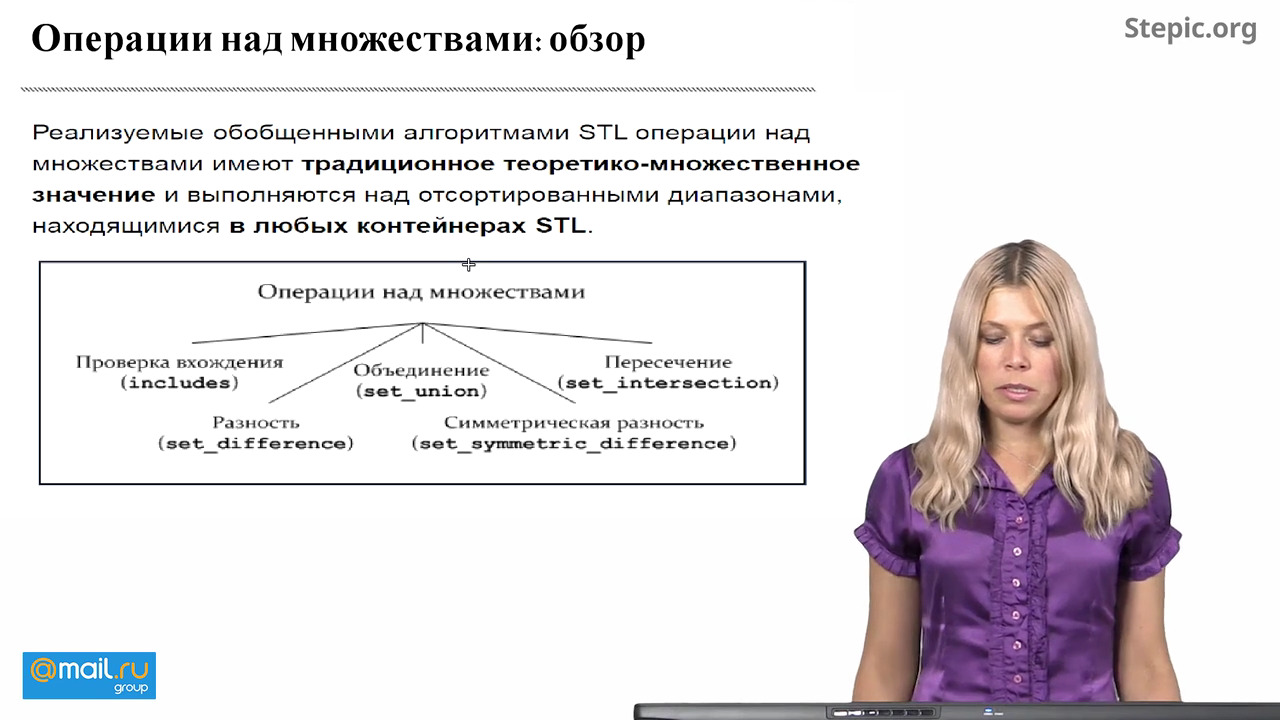 Операции над множествами: обзор
Stepic.org
Реализуемые обобщенными алгоритмами STL операции над
множествами имеют традиционное теоретико-множественное
значение и выполняются над отсортированными диапазонами,
находящимися в любых контейнерах STL.
Операции над множествами
Проверка вхождения
(includes)
Объединение
(set_union)
Пересечение
(set_intersection)
Разность
(set_difference)
Симметрическая разность
(set_symmetric_difference)
@mail.ru
group